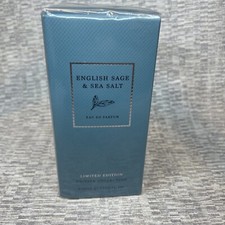 ENGLISH SAGE
& SEA SALT
EAU DE PARFUM
LIMITED EDITION